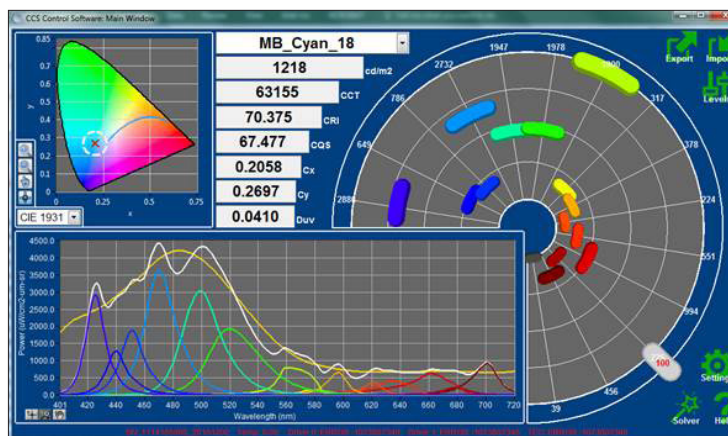 CCS Control Software: Main Window
MB_Cyan_18
1218 cd/m2
63155 CCT
70.375 CRI
67.477 CQS
0.2058 Cx
0.2697 Cy
0.0410 Duv
0.85
0.8
0.7
0.6
0.5
0.4
0.3
0.2
0.1
0
y
0 0.25 0.5 0.75
x
CIE 1931
1947
1978
2732
786
649
317
378
224
551
994
456
39
100
Export
Import
Level
Setting
Solver
Help
4500.0
4000.0
3500.0
3000.0
2500.0
2000.0
1500.0
1000.0
500.0
0.0
Power (uW/cm2-um-sr)
401 420 440 460 480 500 520 540 560 580 600 620 640 660 680 700 720
Wavelength (nm)